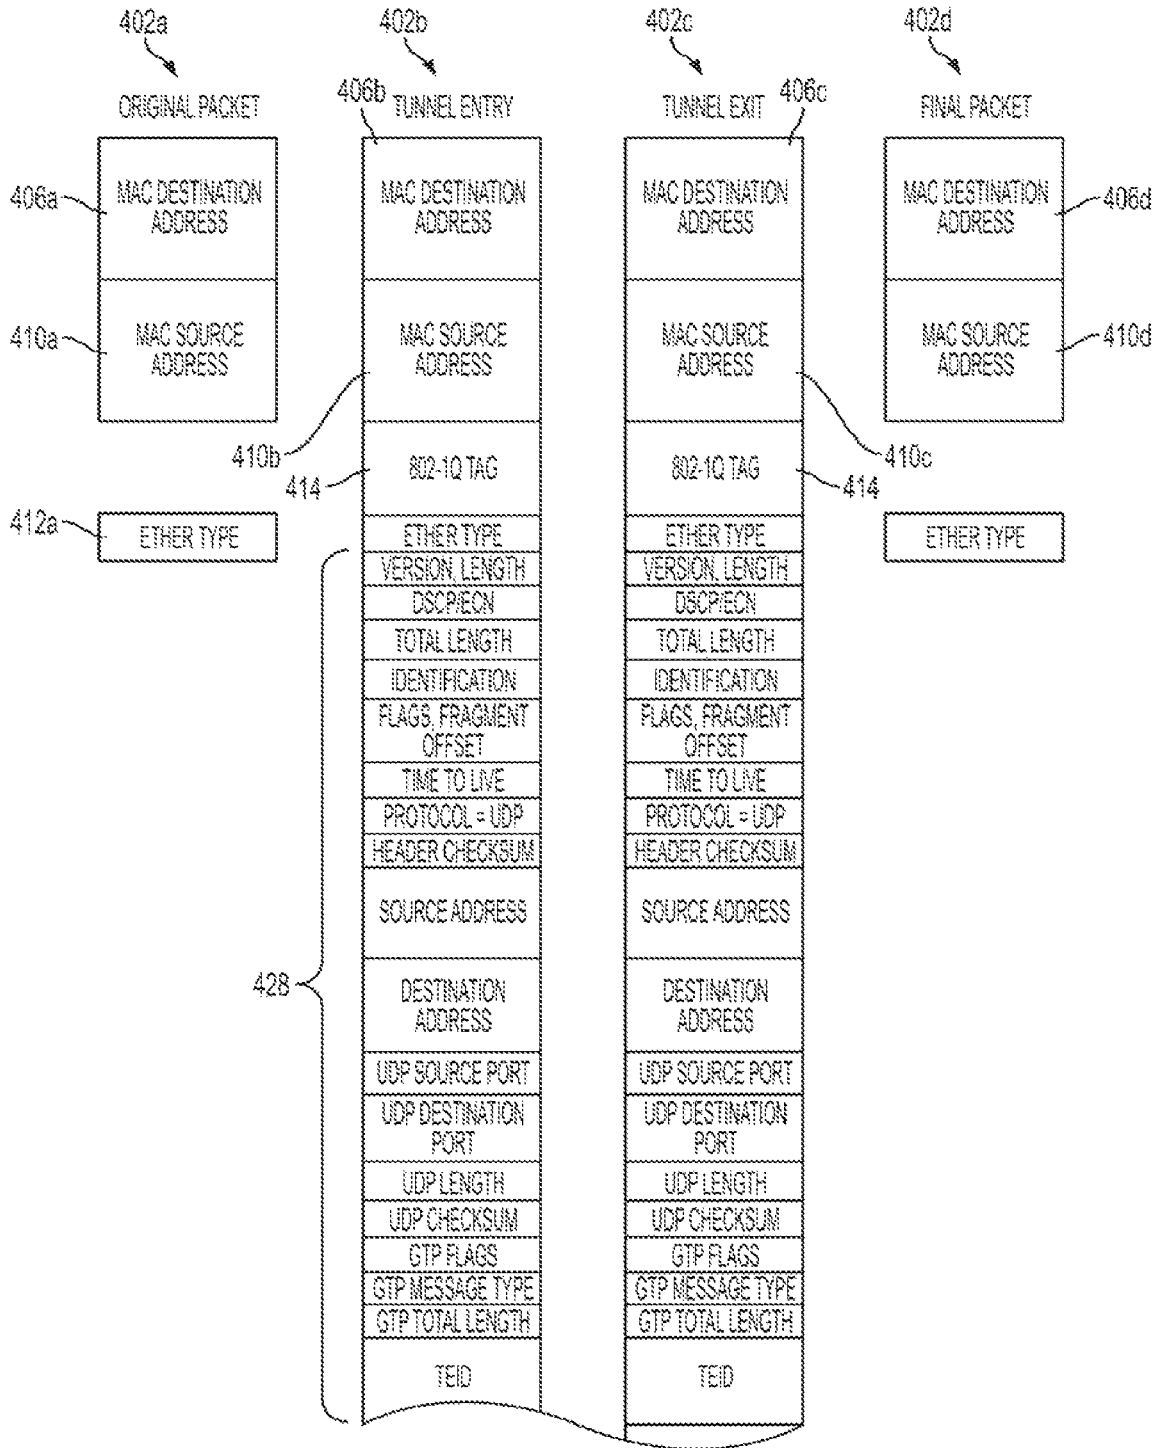 402a
402b
402c
402d
ORIGINAL PACKET
406b
TUNNEL ENTRY
TUNNEL EXIT
406c
FINAL PACKET
406a
MAC DESTINATION
ADDRESS
MAC DESTINATION
ADDRESS
MAC DESTINATION
ADDRESS
MAC DESTINATION
ADDRESS
406d
410a
MAC SOURCE
ADDRESS
MAC SOURCE
ADDRESS
MAC SOURCE
ADDRESS
MAC SOURCE
ADDRESS
410d
410b
414
802-1Q TAG
802-1Q TAG
410c
414
412a
ETHER TYPE
ETHER TYPE
ETHER TYPE
ETHER TYPE
428
VERSION, LENGTH
DSCP/ECN
TOTAL LENGTH
IDENTIFICATION
FLAGS, FRAGMENT
OFFSET
TIME TO LIVE
PROTOCOL = UDP
HEADER CHECKSUM
SOURCE ADDRESS
DESTINATION
ADDRESS
UDP SOURCE PORT
UDP DESTINATION
PORT
UDP LENGTH
UDP CHECKSUM
GTP FLAGS
GTP MESSAGE TYPE
GTP TOTAL LENGTH
TEID
VERSION, LENGTH
DSCP/ECN
TOTAL LENGTH
IDENTIFICATION
FLAGS, FRAGMENT
OFFSET
TIME TO LIVE
PROTOCOL = UDP
HEADER CHECKSUM
SOURCE ADDRESS
DESTINATION
ADDRESS
UDP SOURCE PORT
UDP DESTINATION
PORT
UDP LENGTH
UDP CHECKSUM
GTP FLAGS
GTP MESSAGE TYPE
GTP TOTAL LENGTH
TEID